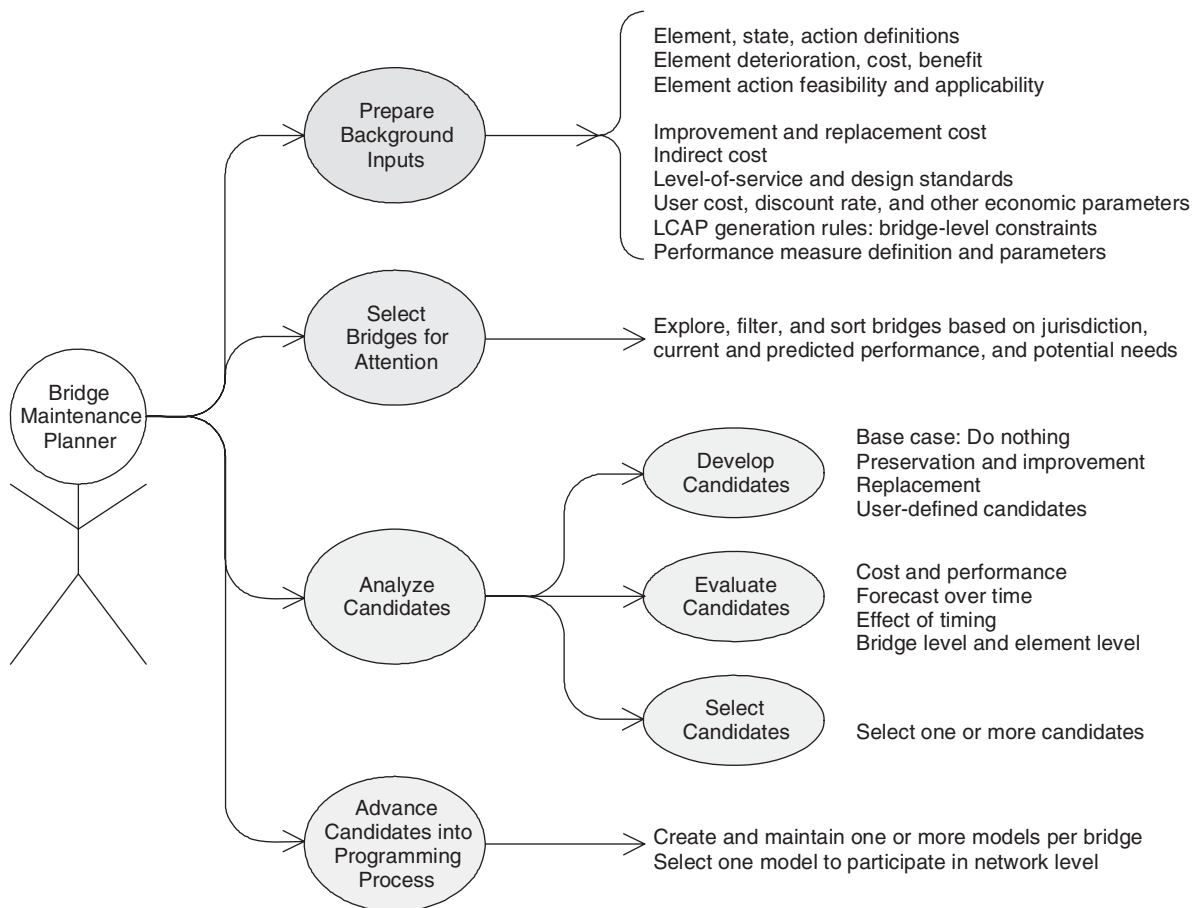 Element, state, action definitions
Element deterioration, cost, benefit
Element action feasibility and applicability
Prepare
Background
Inputs
Improvement and replacement cost
Indirect cost
Level-of-service and design standards
User cost, discount rate, and other economic parameters
LCAP generation rules: bridge-level constraints
Performance measure definition and parameters
Select
Bridges for
Attention
Explore, filter, and sort bridges based on jurisdiction,
current and predicted performance, and potential needs
Bridge
Maintenance
Planner
Analyze
Candidates
Develop
Candidates
Base case: Do nothing
Preservation and improvement
Replacement
User-defined candidates
Evaluate
Candidates
Cost and performance
Forecast over time
Effect of timing
Bridge level and element level
Select
Candidates
Select one or more candidates
Advance
Candidates into
Programming
Process
Create and maintain one or more models per bridge
Select one model to participate in network level